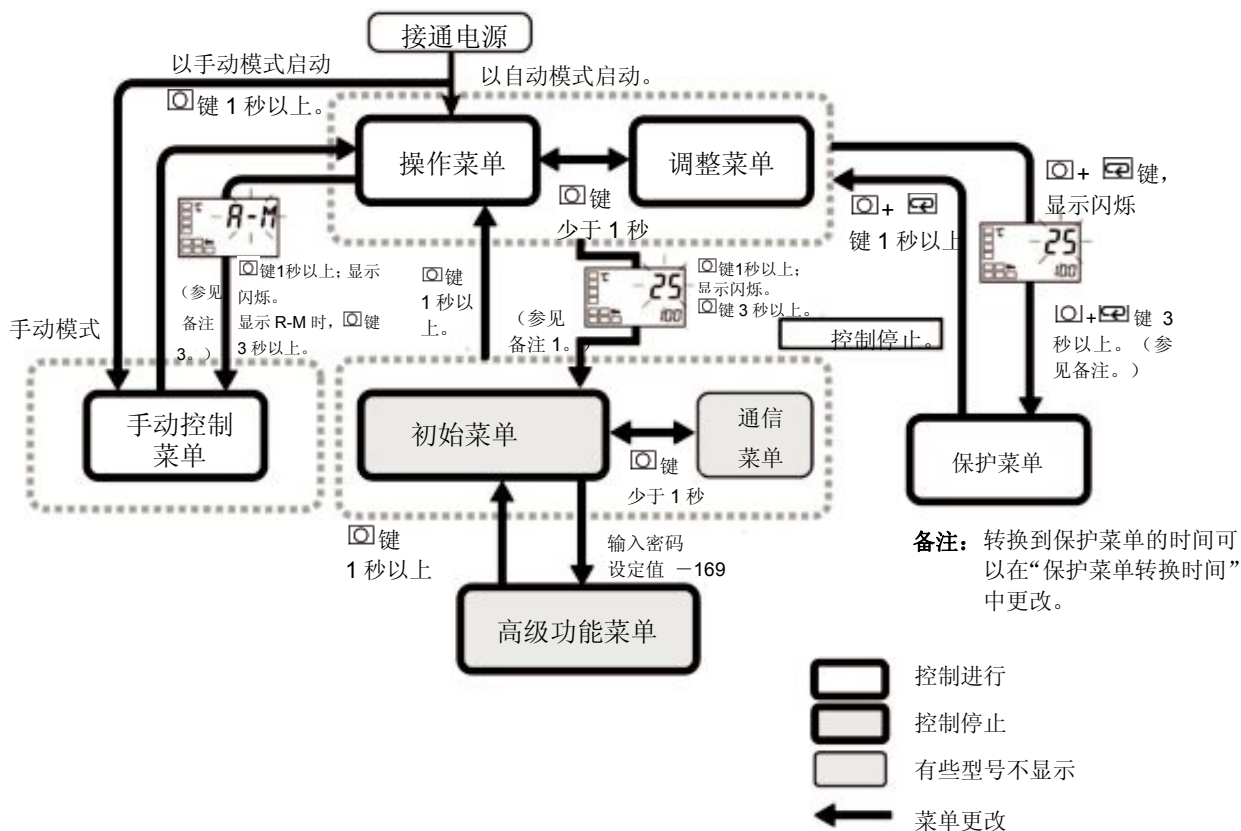 接通电源
以手动模式启动
键 1 秒以上。
以自动模式启动。
操作菜单
调整菜单
键
少于 1 秒
+ 键,
显示闪烁
+
键 1 秒以上
A-M
25
100
键1秒以上；显示
闪烁。
显示 R-M 时，键
3 秒以上。
（参见
备注
3。）
键
1 秒以
上。
25
100
键1秒以上；
显示闪烁。
键 3 秒以上。
（参见
备注 1。）
控制停止。
+ 键 3
秒以上。（参
见备注。）
手动模式
手动控制
菜单
初始菜单
通信
菜单
键
少于 1 秒
保护菜单
键
1 秒以上
输入密码
设定值 －169
高级功能菜单
备注：转换到保护菜单的时间可
以在“保护菜单转换时间”
中更改。
控制进行
控制停止
有些型号不显示
菜单更改